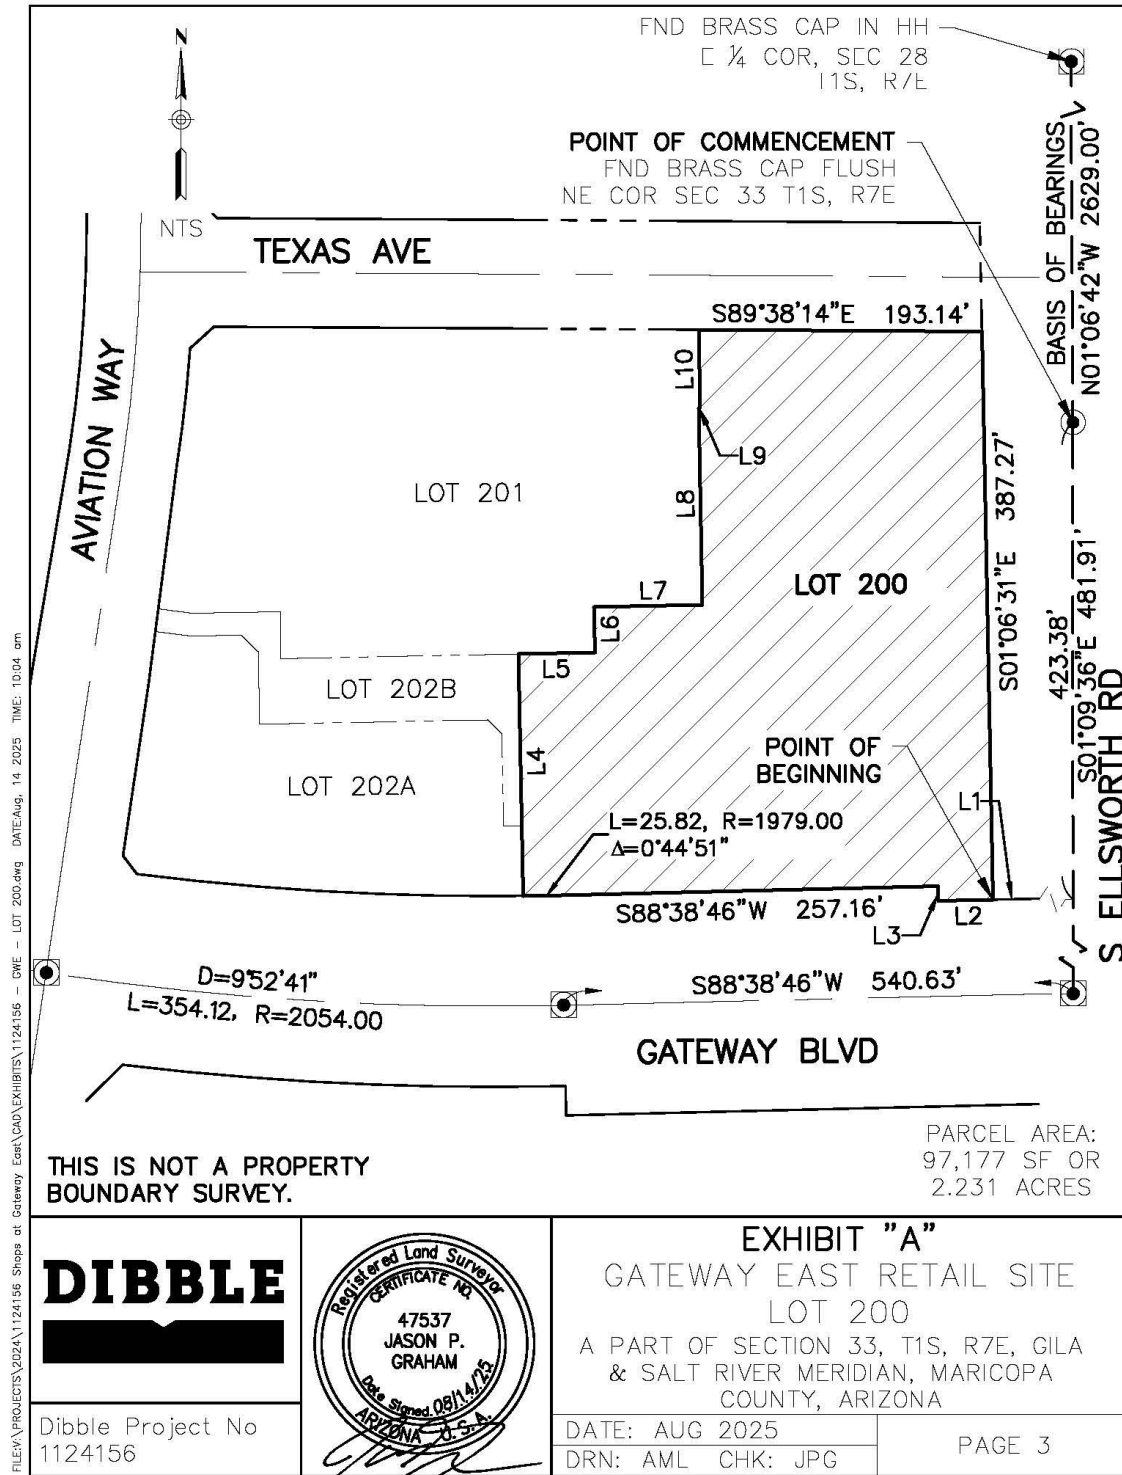 FND BRASS CAP IN HH
E ¼ COR, SEC 28
T1S, R7E
N
NTS
POINT OF COMMENCEMENT
FND BRASS CAP FLUSH
NE COR SEC 33 T1S, R7E
BASIS OF BEARINGS
N01°06'42"W 2629.00'
TEXAS AVE
S89°38'14"E 193.14'
AVIATION WAY
L10
L9
L8
LOT 201
LOT 200
S01°06'31"E 387.27'
L7
L6
L5
423.38'
S01°09'36"E 481.91'
S ELLSWORTH RD
LOT 202B
L4
LOT 202A
POINT OF
BEGINNING
L1
L=25.82, R=1979.00
Δ=0°44'51"
S88°38'46"W 257.16'
L3
L2
D=9°52'41"
L=354.12, R=2054.00
S88°38'46"W 540.63'
GATEWAY BLVD
PARCEL AREA:
97,177 SF OR
2.231 ACRES
THIS IS NOT A PROPERTY
BOUNDARY SURVEY.
FILE:V:\PROJECTS\2024\1124156 Shops at Gateway East\CAD\EXHIBITS\1124156 - GWE - LOT 200.dwg DATE:Aug, 14 2025 TIME: 10:04 am
DIBBLE
Dibble Project No
1124156
Registered Land Surveyor
CERTIFICATE NO.
47537
JASON P.
GRAHAM
Date Signed 08/14/25
ARIZONA U.S.A.
EXHIBIT "A"
GATEWAY EAST RETAIL SITE
LOT 200
A PART OF SECTION 33, T1S, R7E, GILA
& SALT RIVER MERIDIAN, MARICOPA
COUNTY, ARIZONA
DATE: AUG 2025
DRN: AML CHK: JPG
PAGE 3